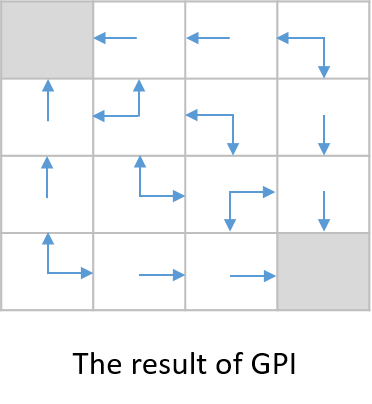 The result of GPI